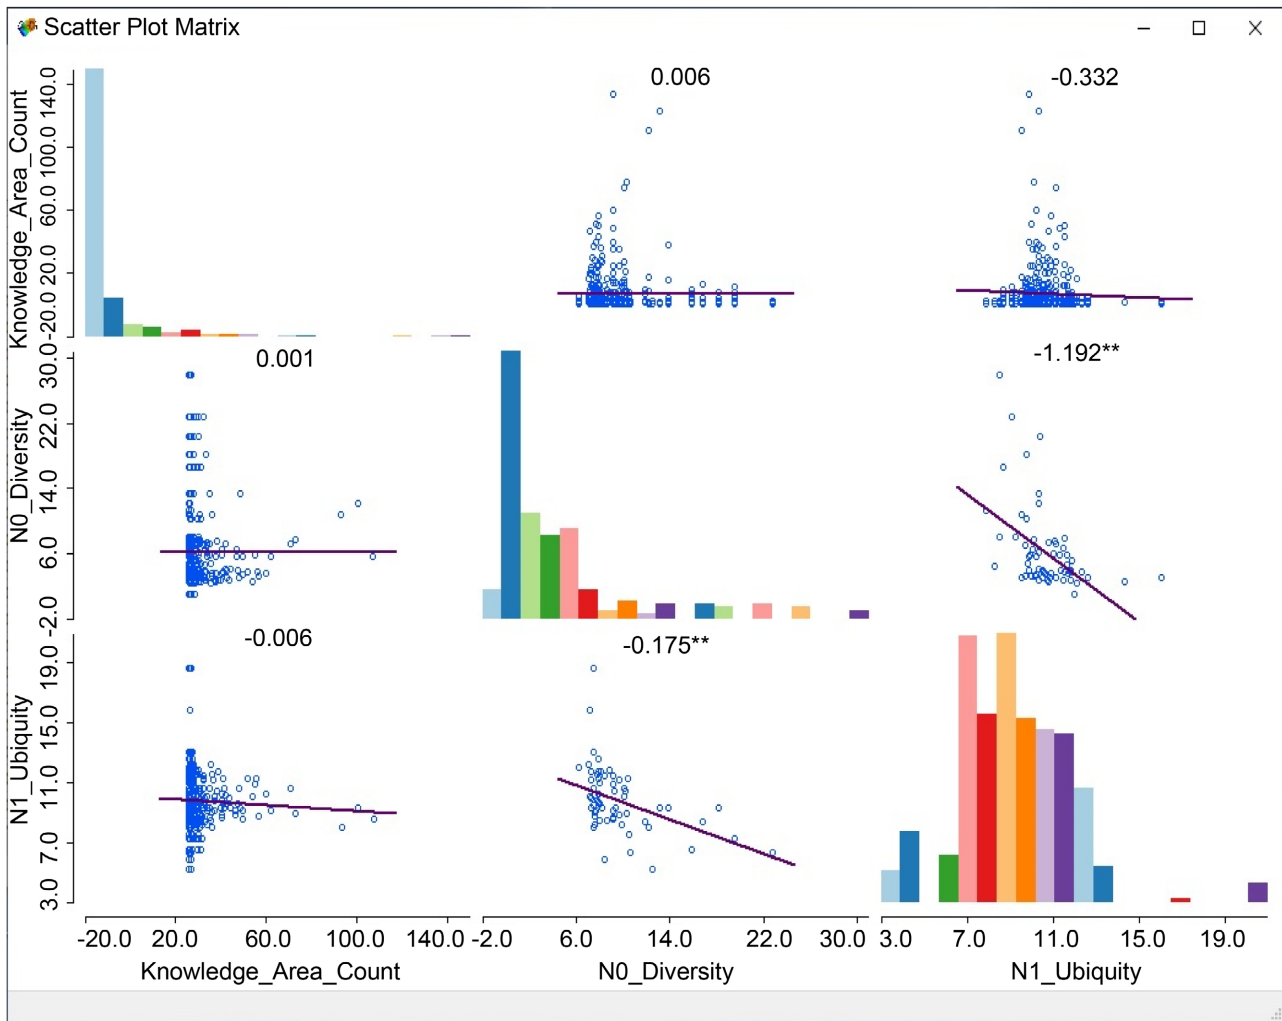 Scatter Plot Matrix
0.006
-0.332
Knowledge_Area_Count
-20.0 20.0 60.0 100.0 140.0
0.001
-1.192**
N0_Diversity
-2.0 6.0 14.0 22.0 30.0
-0.006
-0.175**
N1_Ubiquity
3.0 7.0 11.0 15.0 19.0
-20.0 20.0 60.0 100.0 140.0 -2.0 6.0 14.0 22.0 30.0 3.0 7.0 11.0 15.0 19.0
Knowledge_Area_Count N0_Diversity N1_Ubiquity